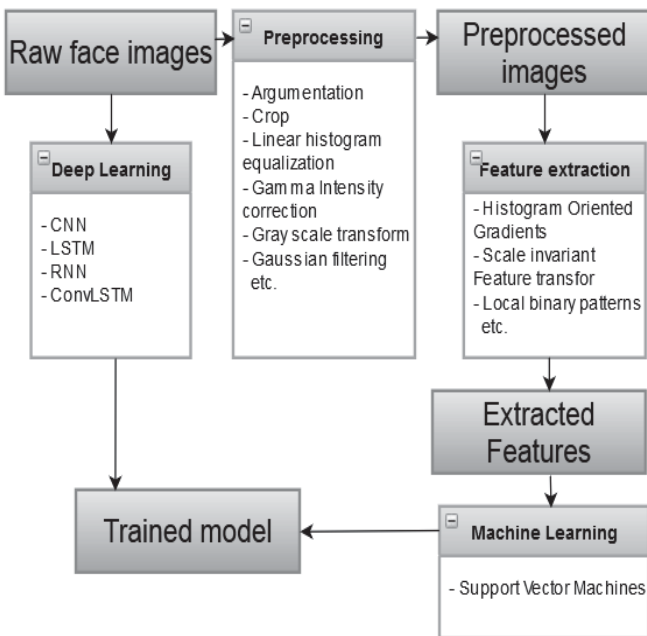 Raw face images
Preprocessing
- Argumentation
- Crop
- Linear histogram
equalization
- Gamma Intensity
correction
- Gray scale transform
- Gaussian filtering
etc.
Preprocessed
images
Deep Learning
- CNN
- LSTM
- RNN
- ConvLSTM
Feature extraction
- Histogram Oriented
Gradients
- Scale invariant
Feature transfor
- Local binary patterns
etc.
Extracted
Features
Machine Learning
- Support Vector Machines
Trained model